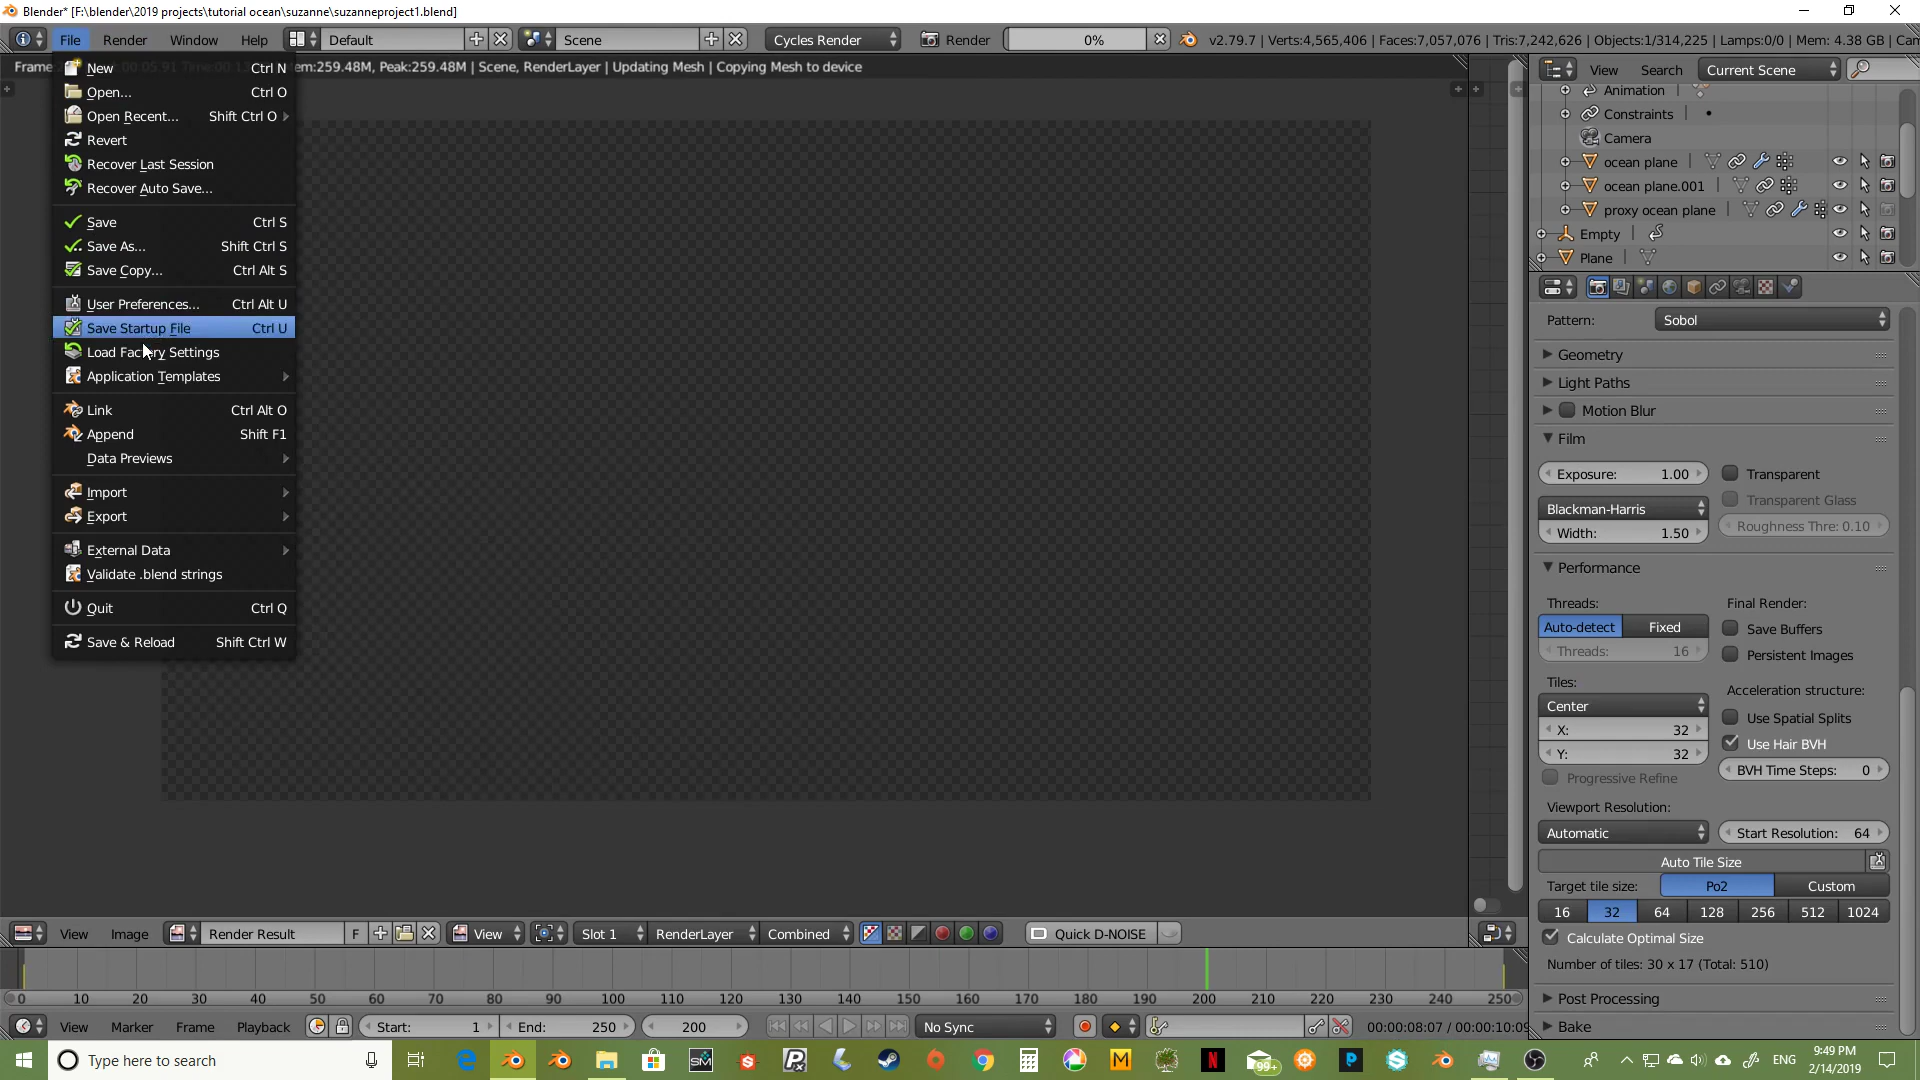 Blender* [F:\blender\2019 projects\tutorial ocean\suzanne\suzanneproject1.blend]
File Render Window Help Default Scene Cycles Render Render 0% v2.79.7 | Verts:4,565,406 | Faces:7,057,076 | Tris:7,242,626 | Objects:1/314,225 | Lamps:0/0 | Mem: 4.38 GB | Can
Frame em:259.48M, Peak:259.48M | Scene, RenderLayer | Updating Mesh | Copying Mesh to device
New Ctrl N
Open... Ctrl O
Open Recent... Shift Ctrl O
Revert
Recover Last Session
Recover Auto Save...
Save Ctrl S
Save As... Shift Ctrl S
Save Copy... Ctrl Alt S
User Preferences... Ctrl Alt U
Save Startup File Ctrl U
Load Factory Settings
Application Templates
Link Ctrl Alt O
Append Shift F1
Data Previews
Import
Export
External Data
Validate .blend strings
Quit Ctrl Q
Save & Reload Shift Ctrl W
View Search Current Scene
Animation
Constraints
Camera
ocean plane
ocean plane.001
proxy ocean plane
Empty
Plane
Pattern: Sobol
Geometry
Light Paths
Motion Blur
Film
Exposure: 1.00 Transparent
Transparent Glass
Blackman-Harris
Roughness Thre: 0.10
Width: 1.50
Performance
Threads: Final Render:
Auto-detect Fixed Save Buffers
Threads: 16 Persistent Images
Tiles: Acceleration structure:
Center
Use Spatial Splits
X: 32
Use Hair BVH
Y: 32
BVH Time Steps: 0
Progressive Refine
Viewport Resolution:
Automatic Start Resolution: 64
Auto Tile Size
Target tile size: Po2 Custom
16 32 64 128 256 512 1024
Calculate Optimal Size
Number of tiles: 30 x 17 (Total: 510)
Post Processing
Bake
View Image Render Result F View Slot 1 RenderLayer Combined Quick D-NOISE
0 10 20 30 40 50 60 70 80 90 100 110 120 130 140 150 160 170 180 190 200 210 220 230 240 250
View Marker Frame Playback Start: 1 End: 250 200 No Sync 00:00:08:07 / 00:00:10:09
Type here to search
SM
M
N
99+
P
S
ENG
9:49 PM
2/14/2019